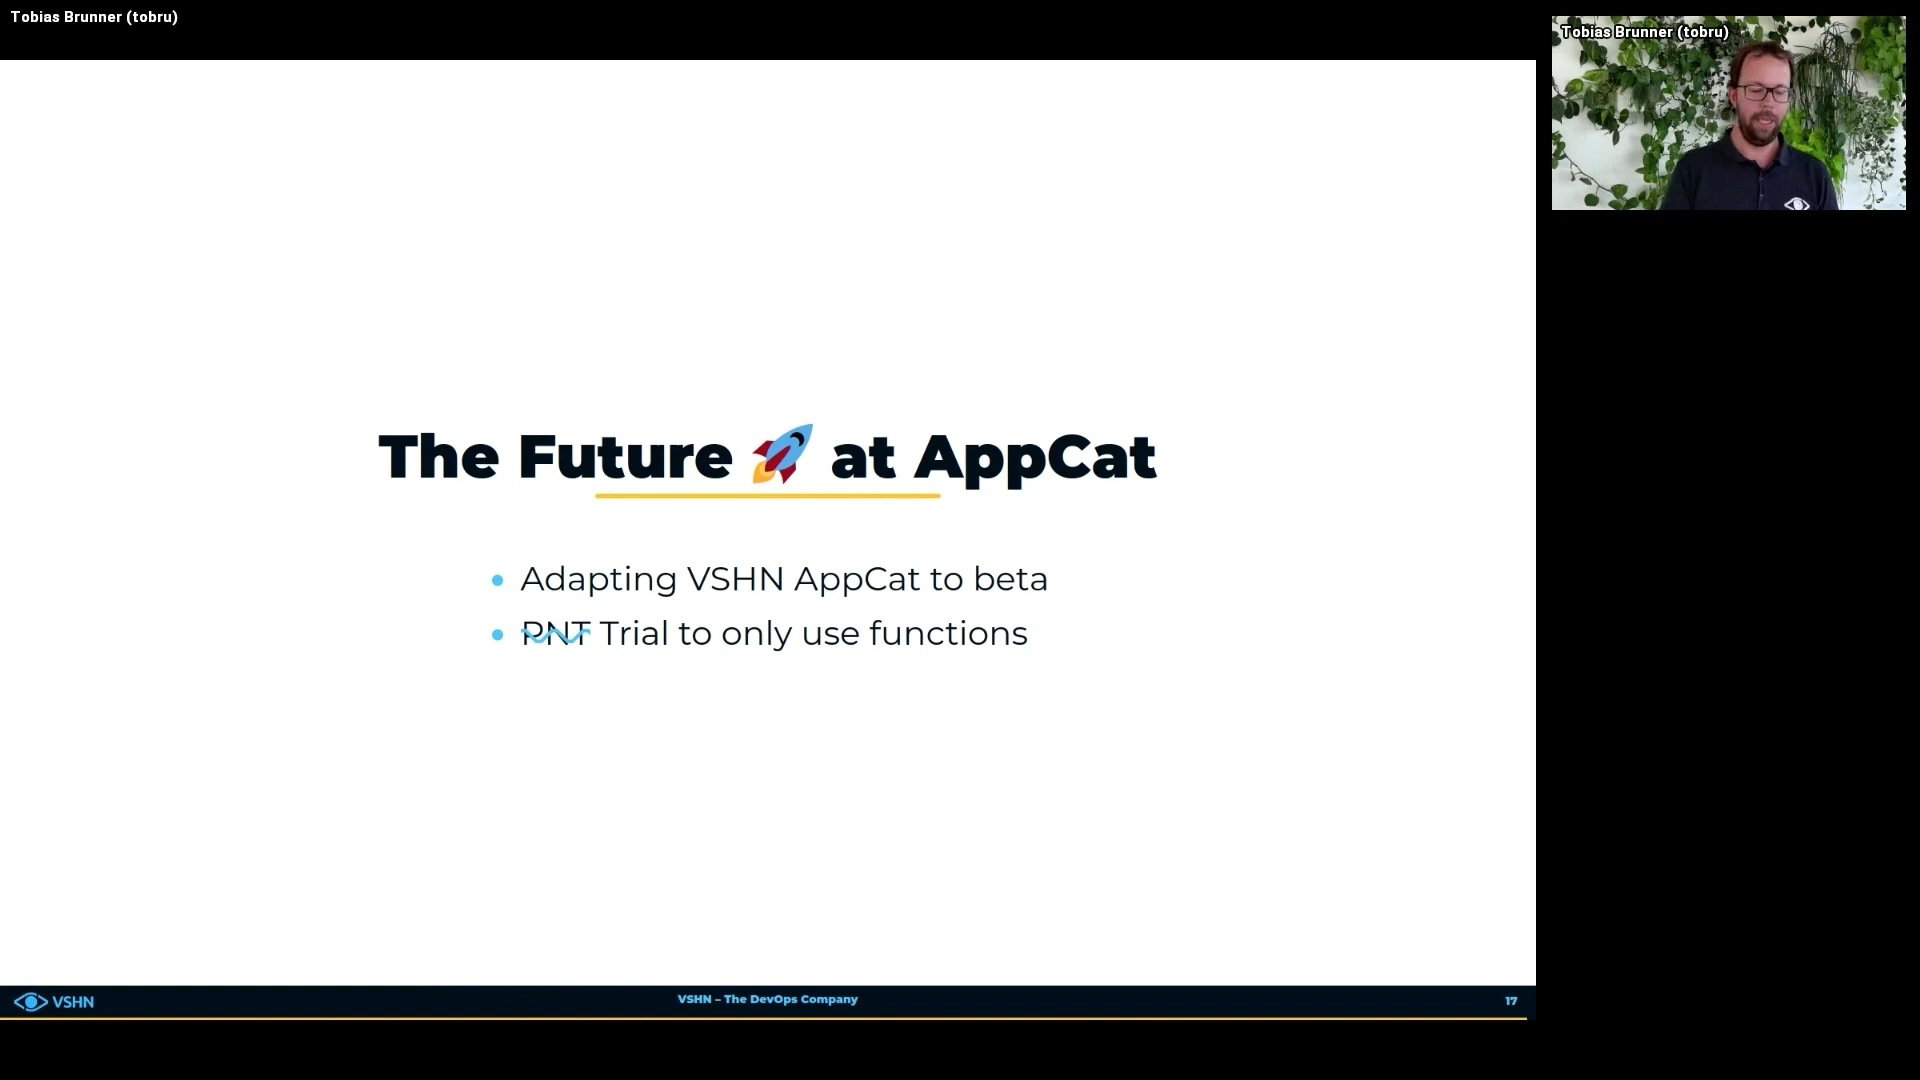 Tobias Brunner (tobru)
Tobias Brunner (tobru)
The Future 🚀 at AppCat
• Adapting VSHN AppCat to beta
• PNT Trial to only use functions
VSHN
VSHN – The DevOps Company
17